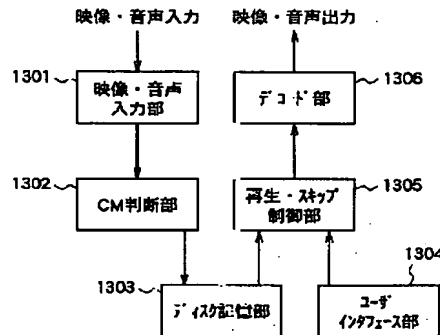 映像・音声入力
映像・音声出力
1301
映像・音声
入力部
デコード部
1306
1302
CM判断部
再生・スキップ
制御部
1305
1303
ディスク記憶部
ユーザ
インタフェース部
1304